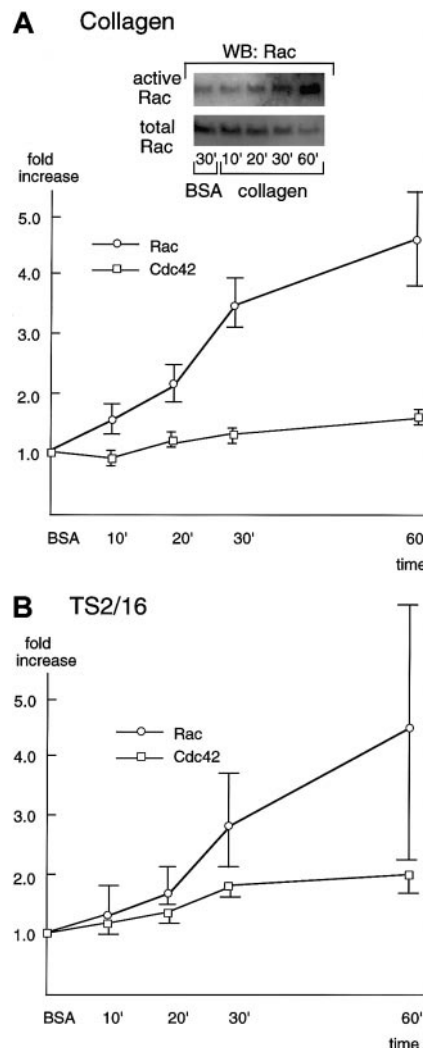 A Collagen
WB: Rac
active
Rac
total
Rac
30' 10' 20' 30' 60'
BSA collagen
fold
increase
5.0
4.0
3.0
2.0
1.0
Rac
Cdc42
BSA 10' 20' 30' 60'
time
B TS2/16
fold
increase
5.0
4.0
3.0
2.0
1.0
Rac
Cdc42
BSA 10' 20' 30' 60'
time